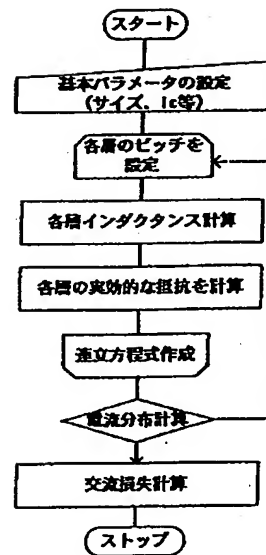 スタート
基本パラメータの設定
(サイズ、Ic等)
各層のピッチを
設定
各層インダクタンス計算
各層の実効的な抵抗を計算
連立方程式作成
電流分布計算
交流損失計算
ストップ